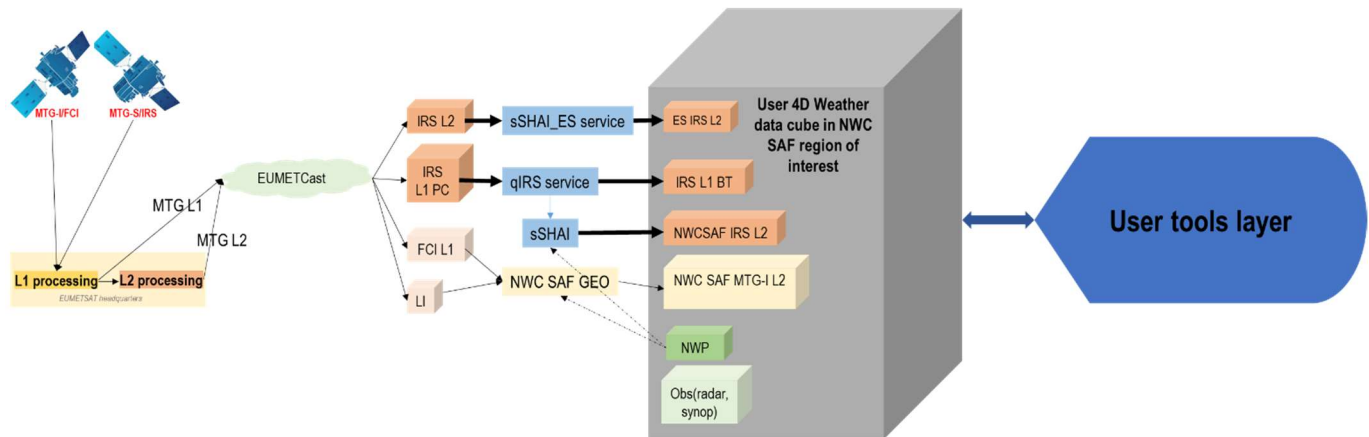 MTG-I/FCI
MTG-S/IRS
MTG L1
MTG L2
L1 processing
L2 processing
EUMETSAT headquarters
EUMETCast
IRS L2
IRS
L1 PC
FCI L1
LI
sSHAI_ES service
qIRS service
sSHAI
NWC SAF GEO
User 4D Weather
data cube in NWC
SAF region of
interest
ES IRS L2
IRS L1 BT
NWCSAF IRS L2
NWC SAF MTG-I L2
NWP
Obs(radar,
synop)
User tools layer